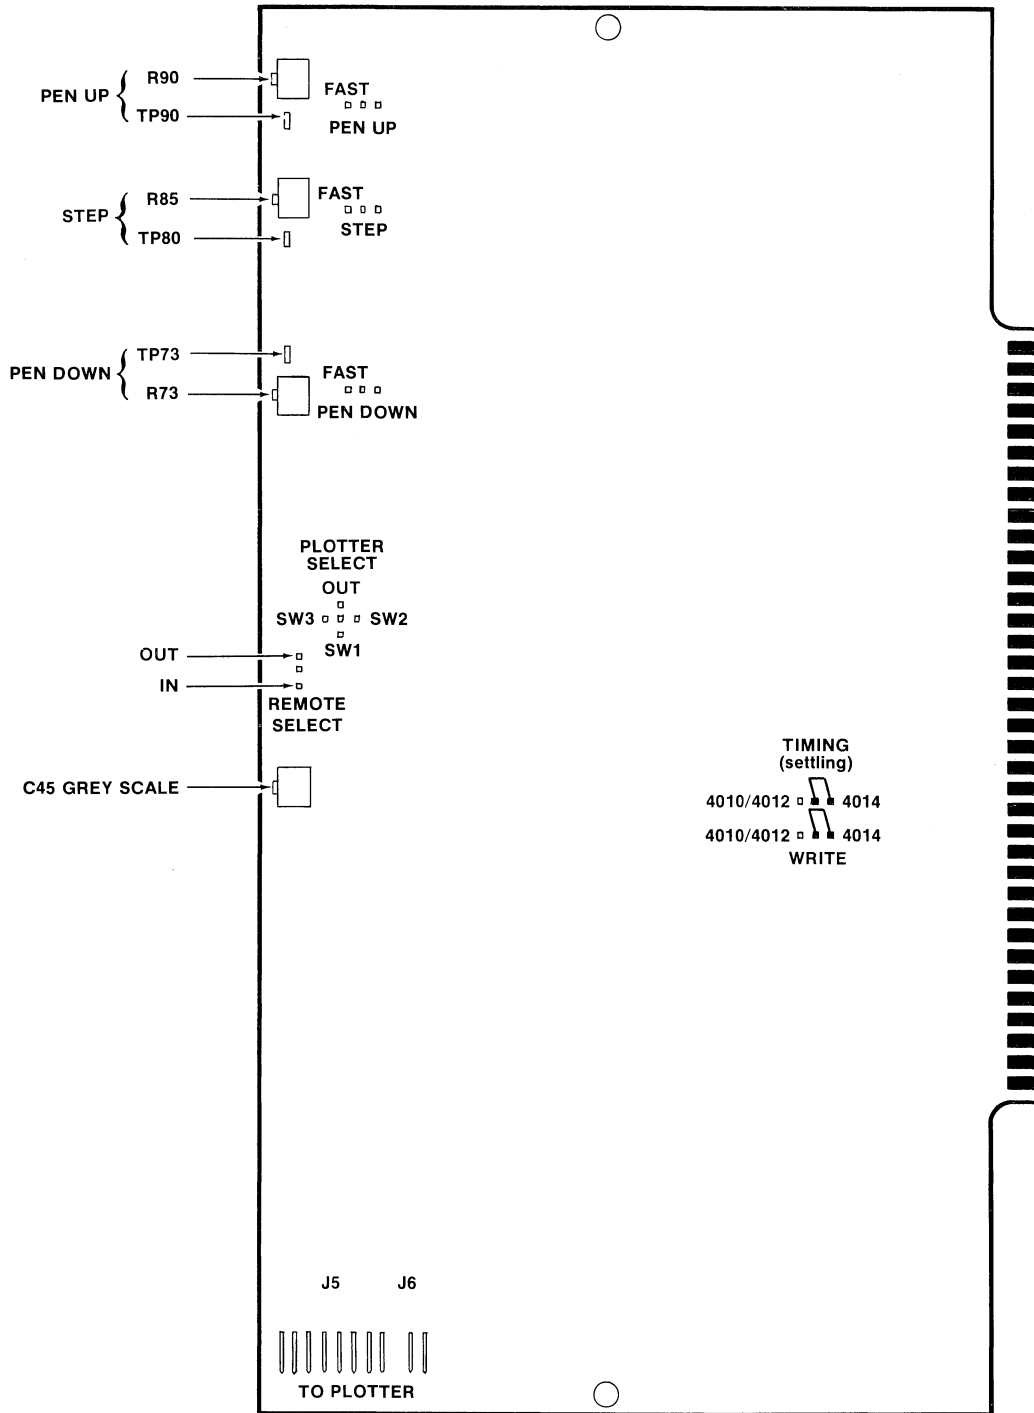 PEN UP
R90
TP90
FAST
PEN UP
STEP
R85
TP80
FAST
STEP
PEN DOWN
TP73
R73
FAST
PEN DOWN
PLOTTER
SELECT
OUT
SW3 SW2
SW1
OUT
IN
REMOTE
SELECT
C45 GREY SCALE
TIMING
(settling)
4010/4012 4014
4010/4012 4014
WRITE
J5 J6
TO PLOTTER